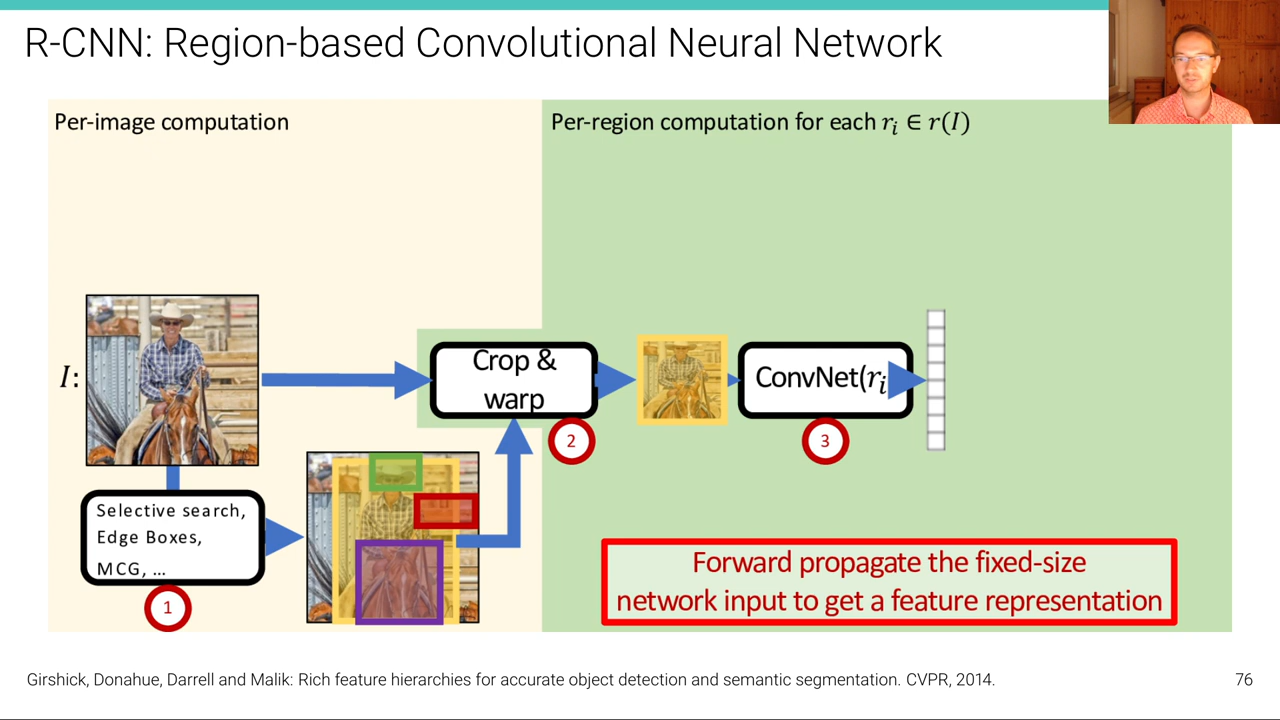 R-CNN: Region-based Convolutional Neural Network
Per-image computation
Per-region computation for each r_i ∈ r(I)
I:
Crop &
warp
ConvNet(r_i
2
3
Selective search,
Edge Boxes,
MCG, ...
1
Forward propagate the fixed-size
network input to get a feature representation
Girshick, Donahue, Darrell and Malik: Rich feature hierarchies for accurate object detection and semantic segmentation. CVPR, 2014.
76